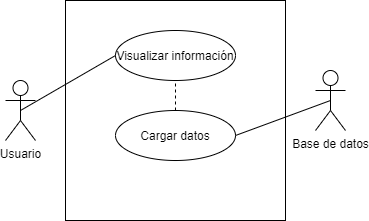 Visualizar información
Cargar datos
Usuario
Base de datos